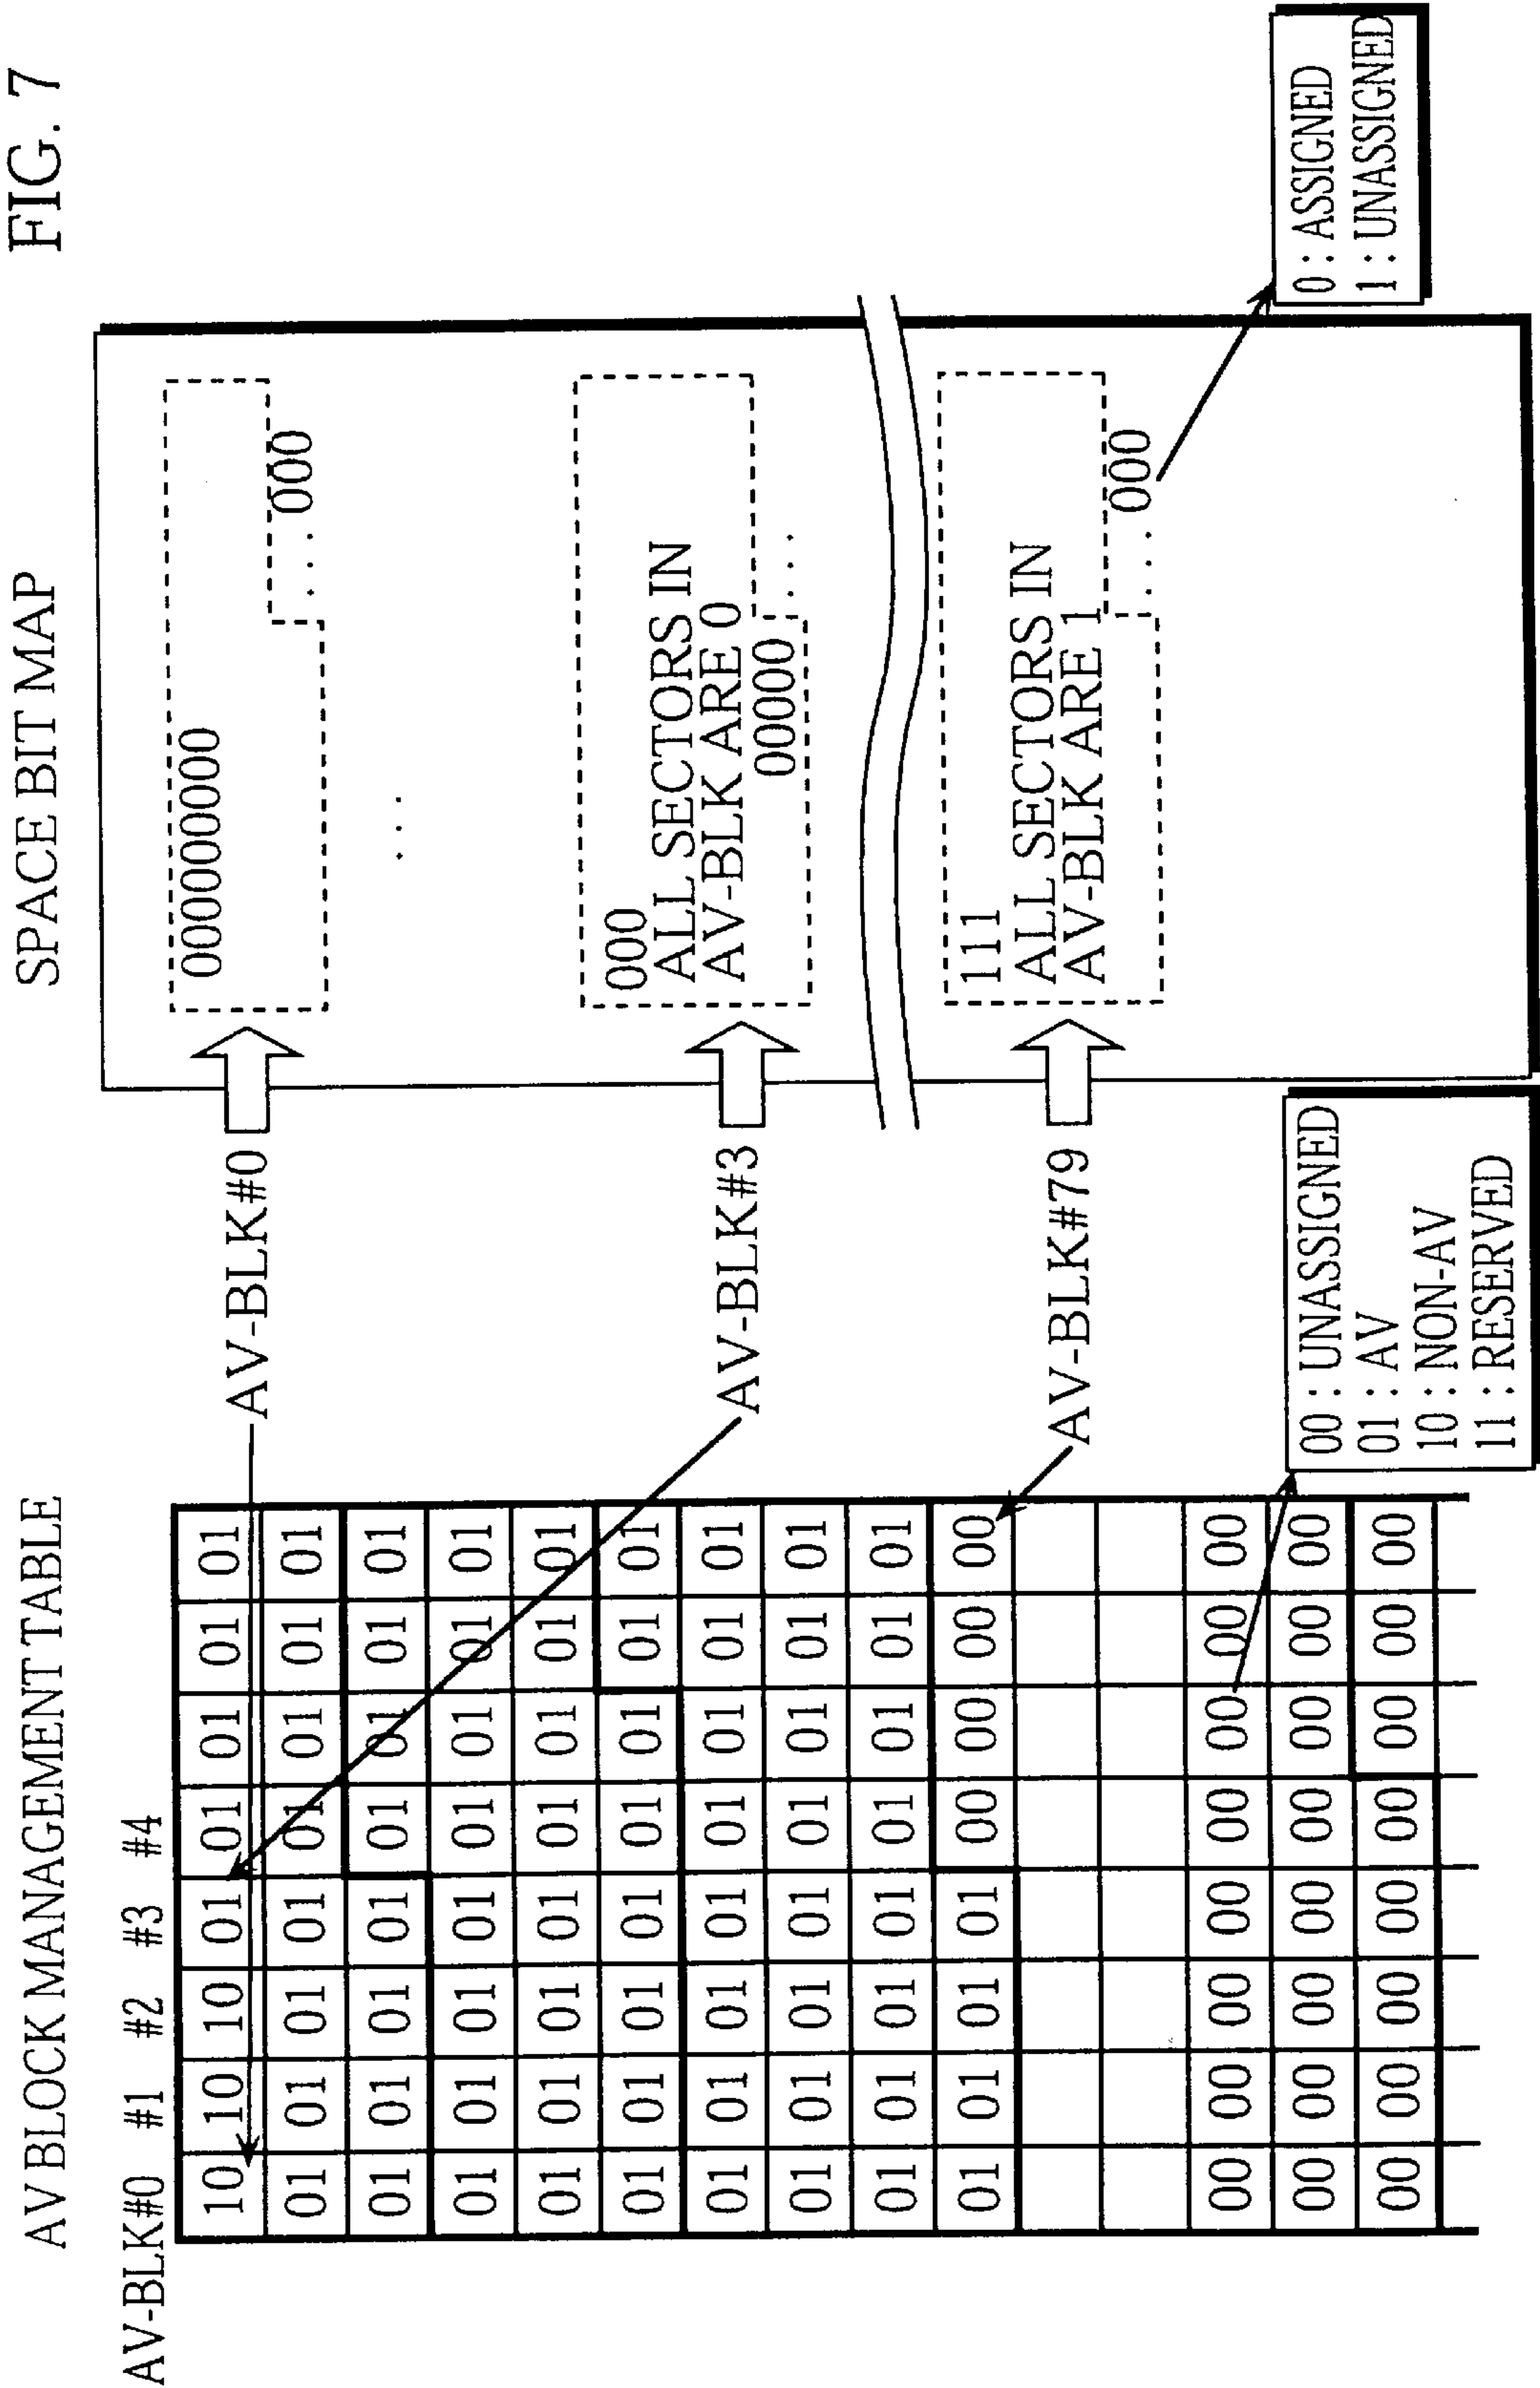 FIG. 7
AV BLOCK MANAGEMENT TABLE
AV-BLK#0 #1 #2 #3 #4
10 10 10 01 01 01 01 01
01 01 01 01 01 01 01 01
01 01 01 01 01 01 01 01
01 01 01 01 01 01 01 01
01 01 01 01 01 01 01 01
01 01 01 01 01 01 01 01
01 01 01 01 01 01 01 01
01 01 01 01 01 01 01 01
01 01 01 01 01 01 01 01
01 01 01 01 00 00 00 00
00 00 00 00 00 00 00 00
00 00 00 00 00 00 00 00
00 00 00 00 00 00 00 00
00 : UNASSIGNED
01 : AV
10 : NON-AV
11 : RESERVED
AV-BLK#0
AV-BLK#3
AV-BLK#79
SPACE BIT MAP
0000000000
... 000
...
000
ALL SECTORS IN
AV-BLK ARE 0
00000 ...
111
ALL SECTORS IN
AV-BLK ARE 1
... 000
0 : ASSIGNED
1 : UNASSIGNED